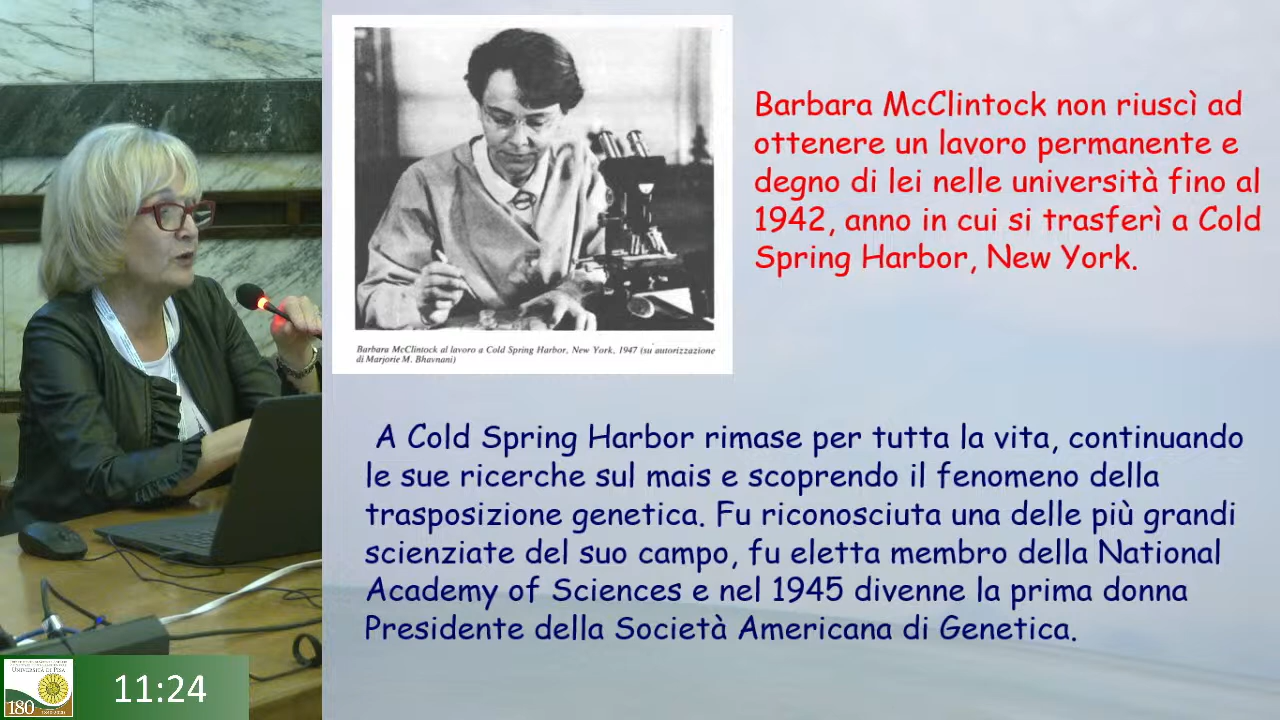 Barbara McClintock non riuscì ad
ottenere un lavoro permanente e
degno di lei nelle università fino al
1942, anno in cui si trasferì a Cold
Spring Harbor, New York.
Barbara McClintock al lavoro a Cold Spring Harbor, New York, 1947 (su autorizzazione
di Marjorie M. Bhavnani)
A Cold Spring Harbor rimase per tutta la vita, continuando
le sue ricerche sul mais e scoprendo il fenomeno della
trasposizione genetica. Fu riconosciuta una delle più grandi
scienziate del suo campo, fu eletta membro della National
Academy of Sciences e nel 1945 divenne la prima donna
Presidente della Società Americana di Genetica.
UNIVERSITÀ DI PISA
180
11:24